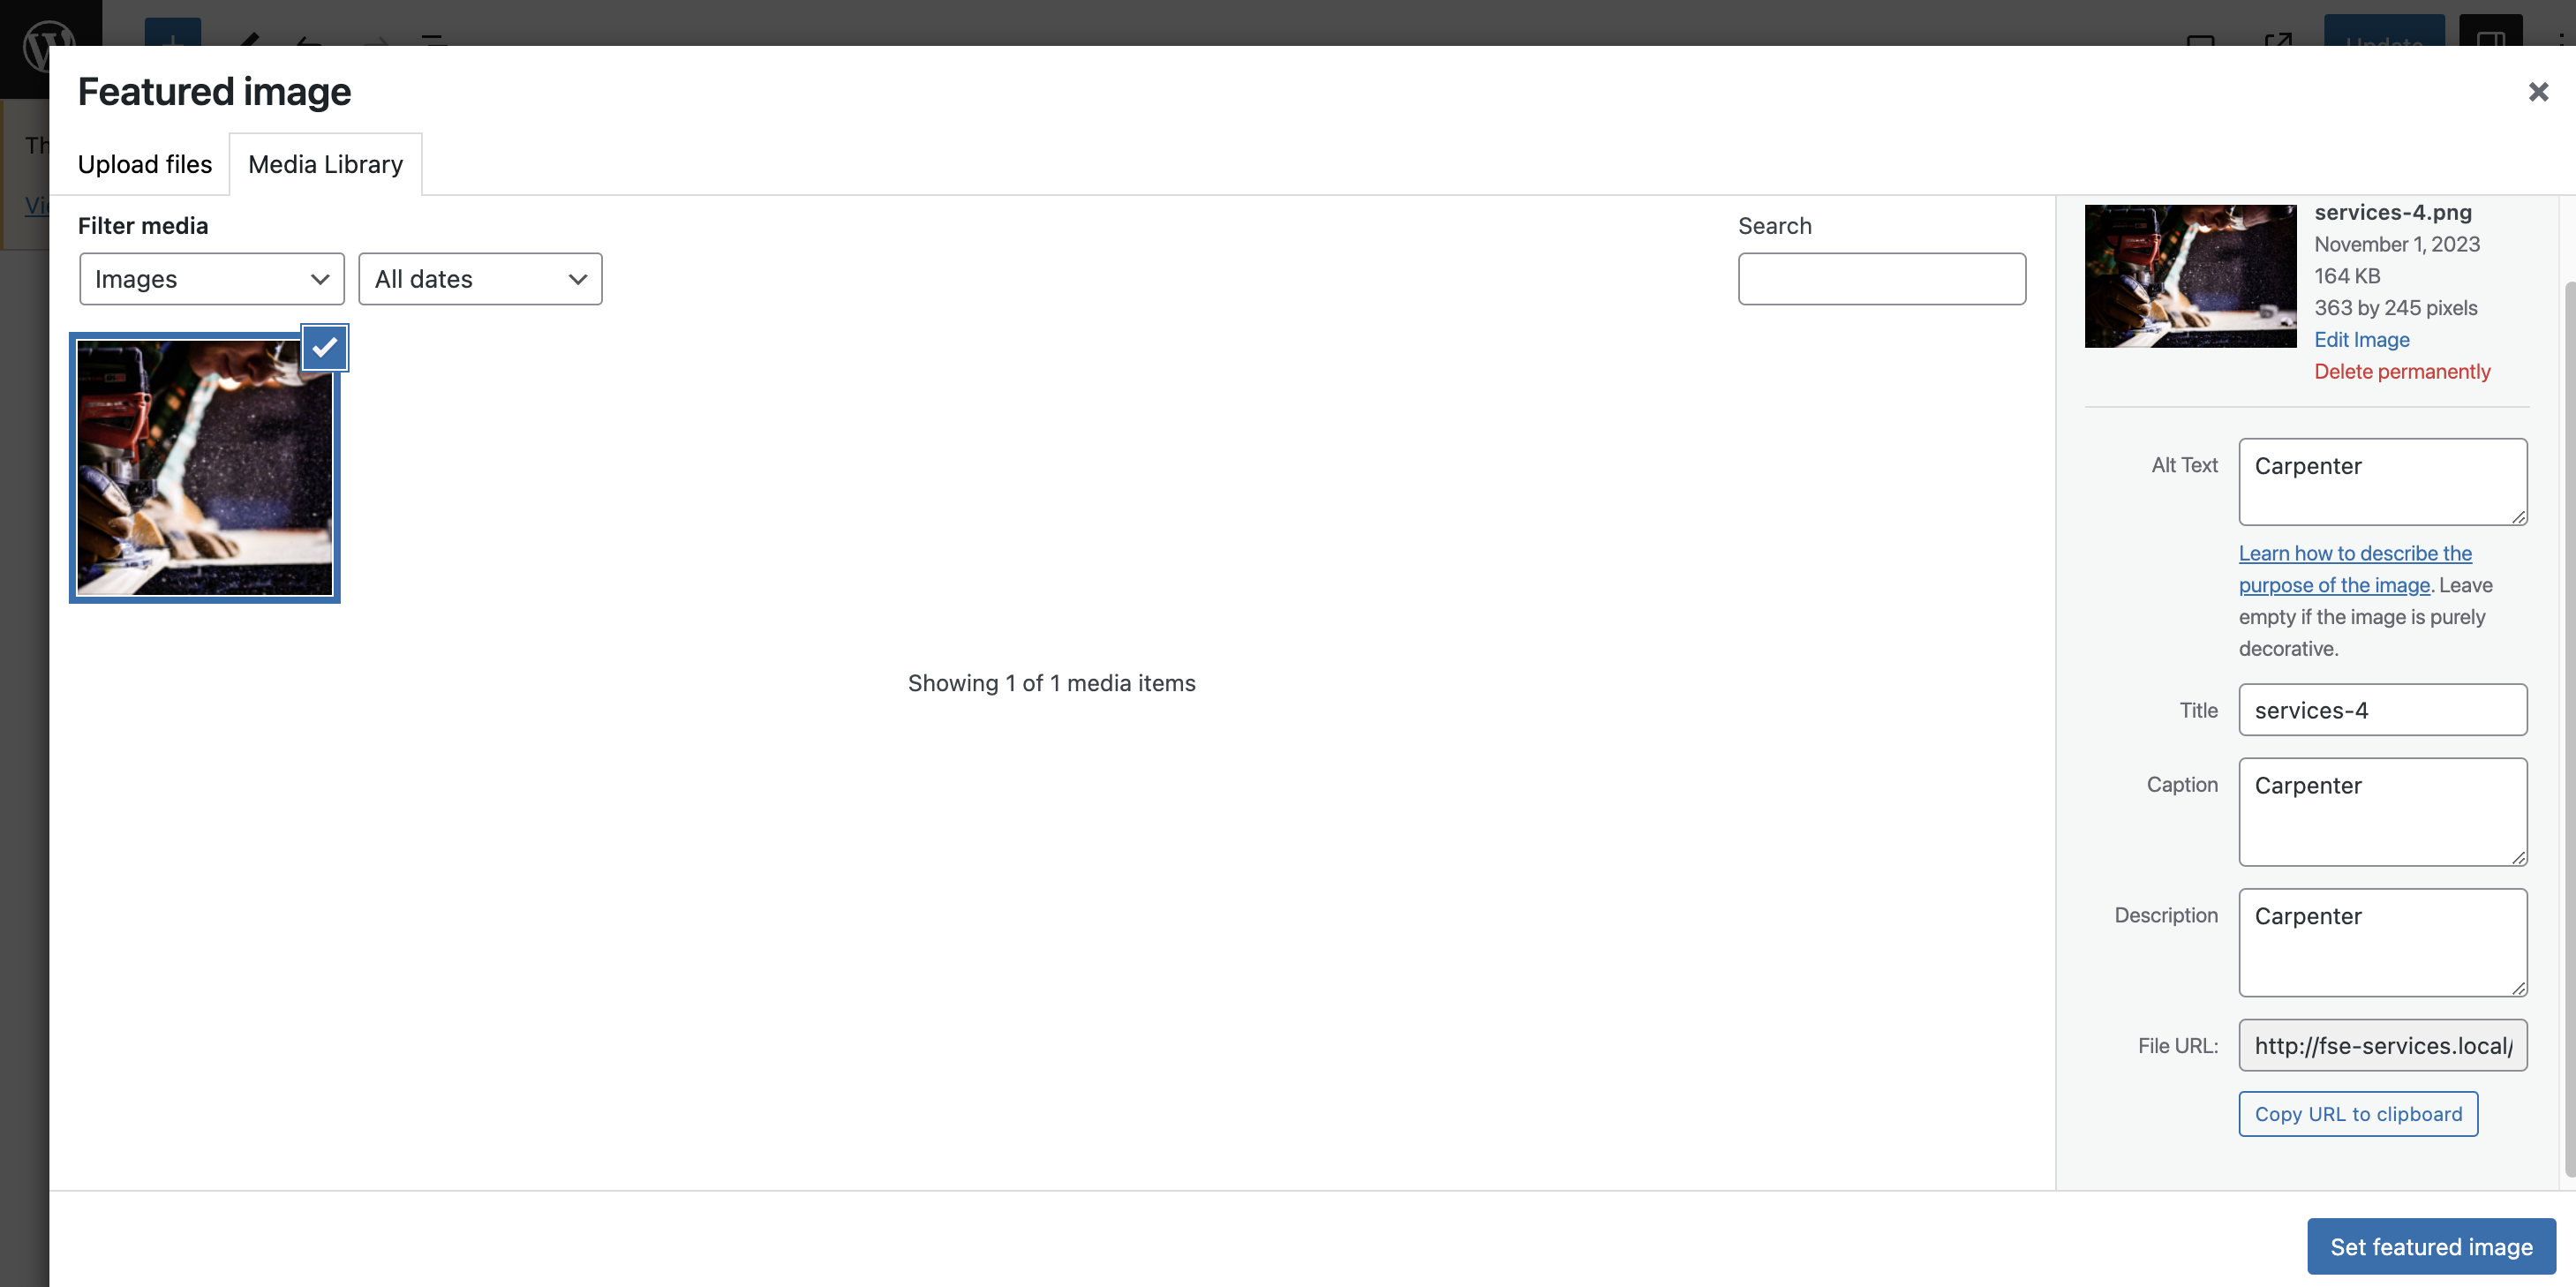 Update
Th
Vi
Featured image
Upload files
Media Library
Filter media
Images
All dates
Search
Showing 1 of 1 media items
services-4.png
November 1, 2023
164 KB
363 by 245 pixels
Edit Image
Delete permanently
Alt Text
Carpenter
Learn how to describe the
purpose of the image. Leave
empty if the image is purely
decorative.
Title
services-4
Caption
Carpenter
Description
Carpenter
File URL:
http://fse-services.local/
Copy URL to clipboard
Set featured image